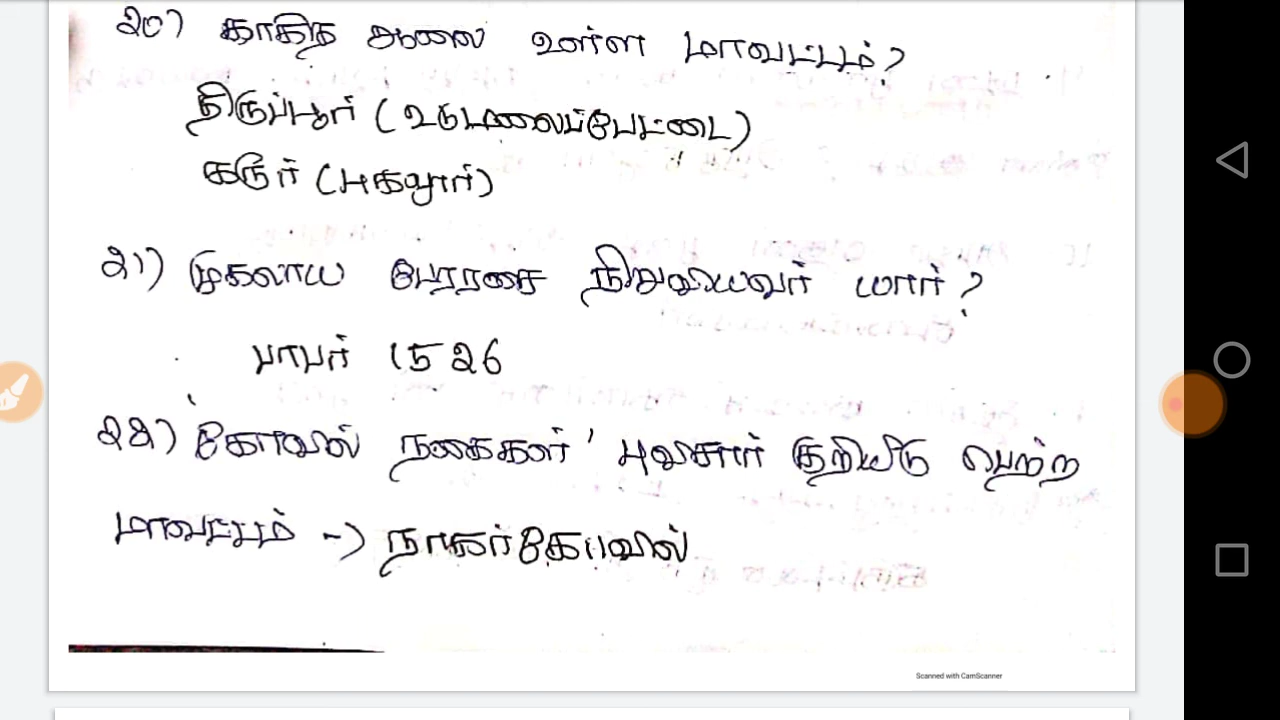 20) காகித ஆலை உள்ள மாவட்டம்?
திருப்பூர் (உடுமலைப்பேட்டை)
கரூர் (புகலூர்)
21) முகலாய பேரரசை நிறுவியவர் யார்?
பாபர் 1526
22) கோவில் நகைகள்' புவிசார் குறியீடு பெற்ற
மாவட்டம் -> நாகர்கோவில்
Scanned with CamScanner